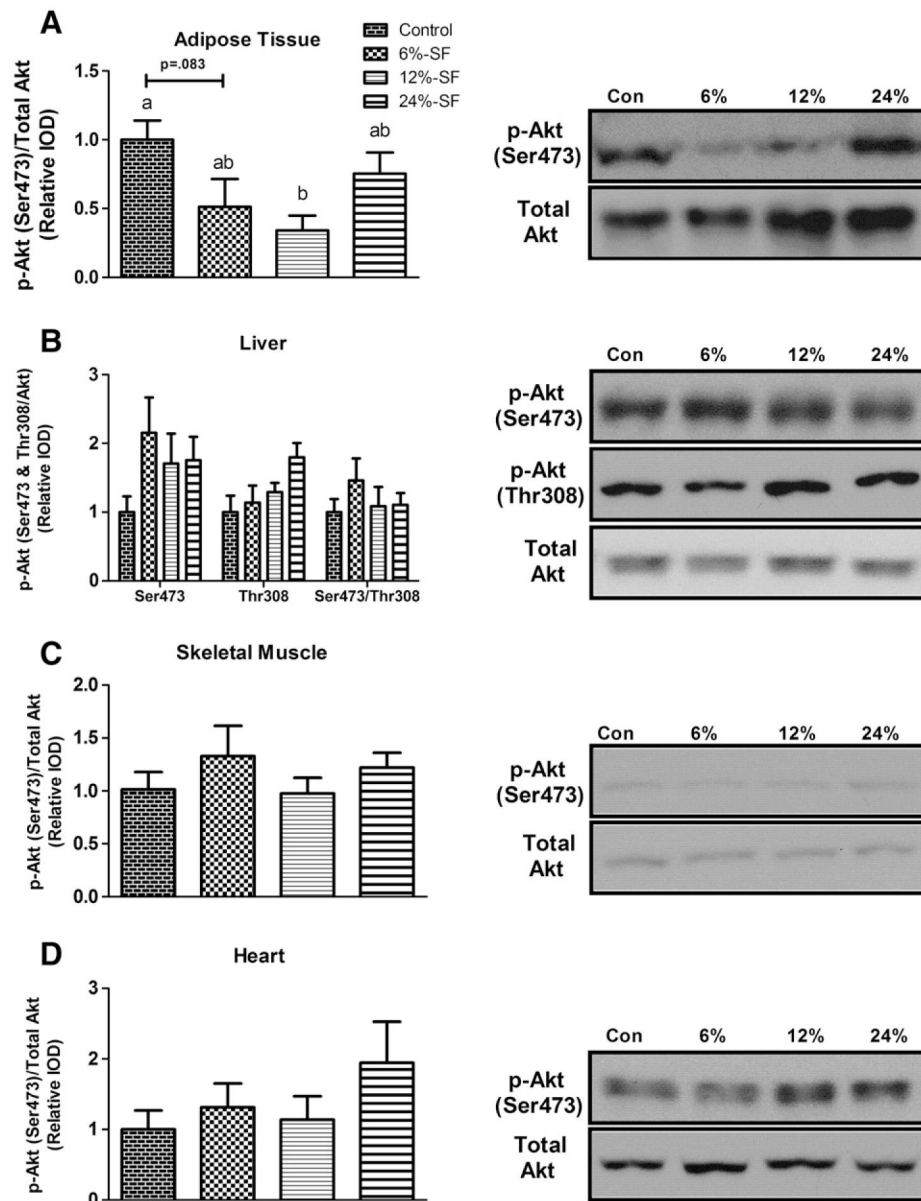 A
Adipose Tissue
p=.083
Control
6%-SF
12%-SF
24%-SF
p-Akt (Ser473)/Total Akt
(Relative IOD)
1.5
1.0
0.5
0.0
a
ab
b
ab
Con 6% 12% 24%
p-Akt
(Ser473)
Total
Akt
B
Liver
p-Akt (Ser473 & Thr308/Akt)
(Relative IOD)
3
2
1
0
Ser473 Thr308 Ser473/Thr308
Con 6% 12% 24%
p-Akt
(Ser473)
p-Akt
(Thr308)
Total
Akt
C
Skeletal Muscle
p-Akt (Ser473)/Total Akt
(Relative IOD)
2.0
1.5
1.0
0.5
0.0
Con 6% 12% 24%
p-Akt
(Ser473)
Total
Akt
D
Heart
p-Akt (Ser473)/Total Akt
(Relative IOD)
3
2
1
0
Con 6% 12% 24%
p-Akt
(Ser473)
Total
Akt